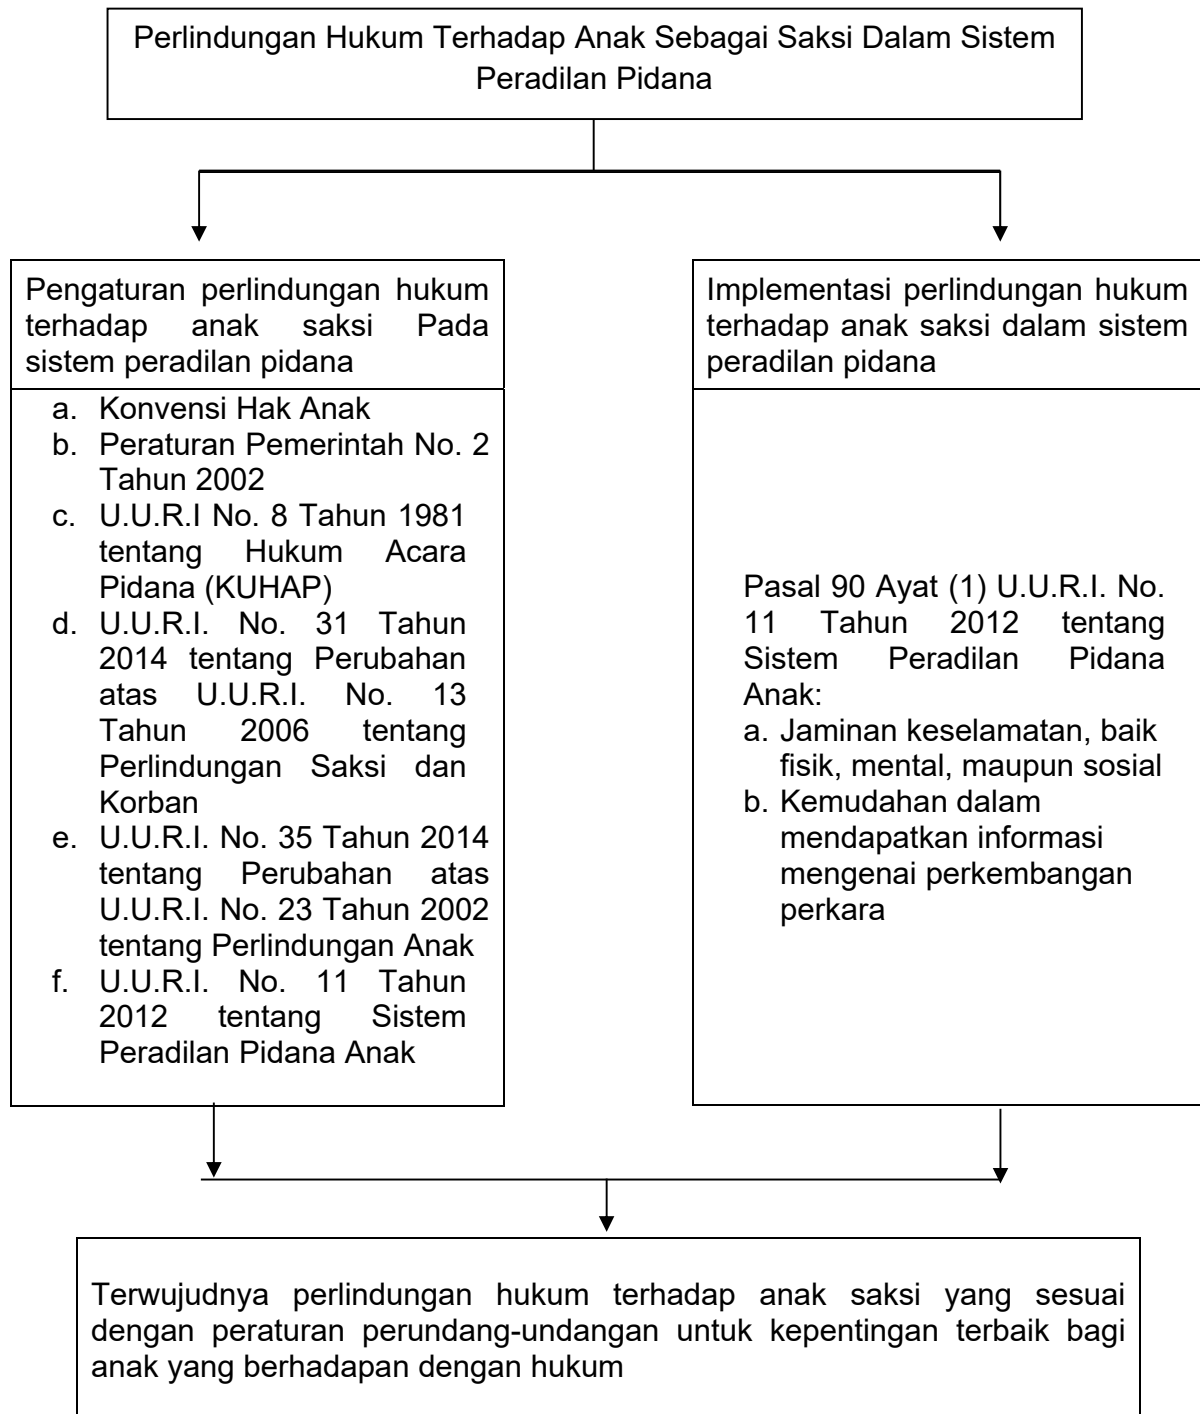 Perlindungan Hukum Terhadap Anak Sebagai Saksi Dalam Sistem
Peradilan Pidana
Pengaturan perlindungan hukum
terhadap anak saksi Pada
sistem peradilan pidana
a. Konvensi Hak Anak
b. Peraturan Pemerintah No. 2
Tahun 2002
c. U.U.R.I No. 8 Tahun 1981
tentang Hukum Acara
Pidana (KUHAP)
d. U.U.R.I. No. 31 Tahun
2014 tentang Perubahan
atas U.U.R.I. No. 13
Tahun 2006 tentang
Perlindungan Saksi dan
Korban
e. U.U.R.I. No. 35 Tahun 2014
tentang Perubahan atas
U.U.R.I. No. 23 Tahun 2002
tentang Perlindungan Anak
f. U.U.R.I. No. 11 Tahun
2012 tentang Sistem
Peradilan Pidana Anak
Implementasi perlindungan hukum
terhadap anak saksi dalam sistem
peradilan pidana
Pasal 90 Ayat (1) U.U.R.I. No.
11 Tahun 2012 tentang
Sistem Peradilan Pidana
Anak:
a. Jaminan keselamatan, baik
fisik, mental, maupun sosial
b. Kemudahan dalam
mendapatkan informasi
mengenai perkembangan
perkara
Terwujudnya perlindungan hukum terhadap anak saksi yang sesuai
dengan peraturan perundang-undangan untuk kepentingan terbaik bagi
anak yang berhadapan dengan hukum